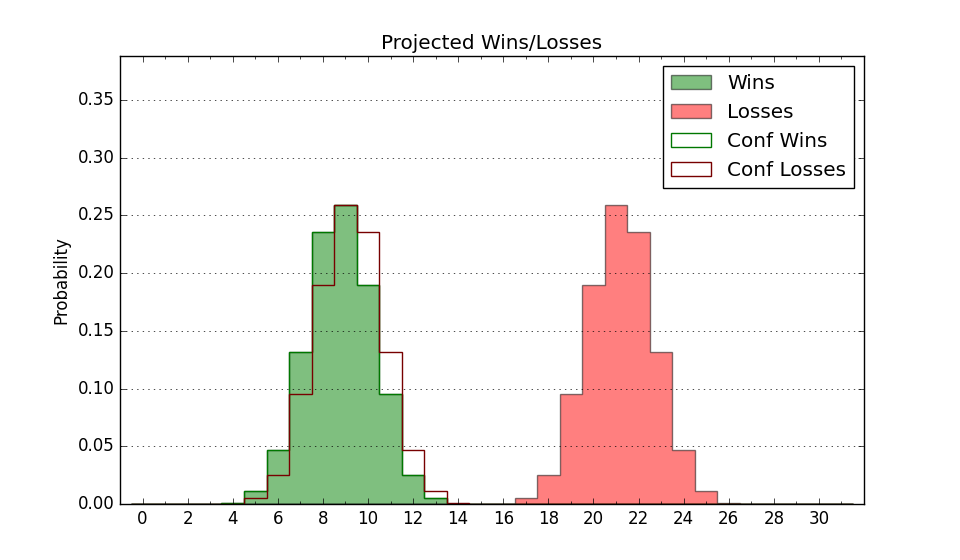 Projected Wins/Losses
Wins
Losses
Conf Wins
Conf Losses
Probability
0.35
0.30
0.25
0.20
0.15
0.10
0.05
0.00
0 2 4 6 8 10 12 14 16 18 20 22 24 26 28 30